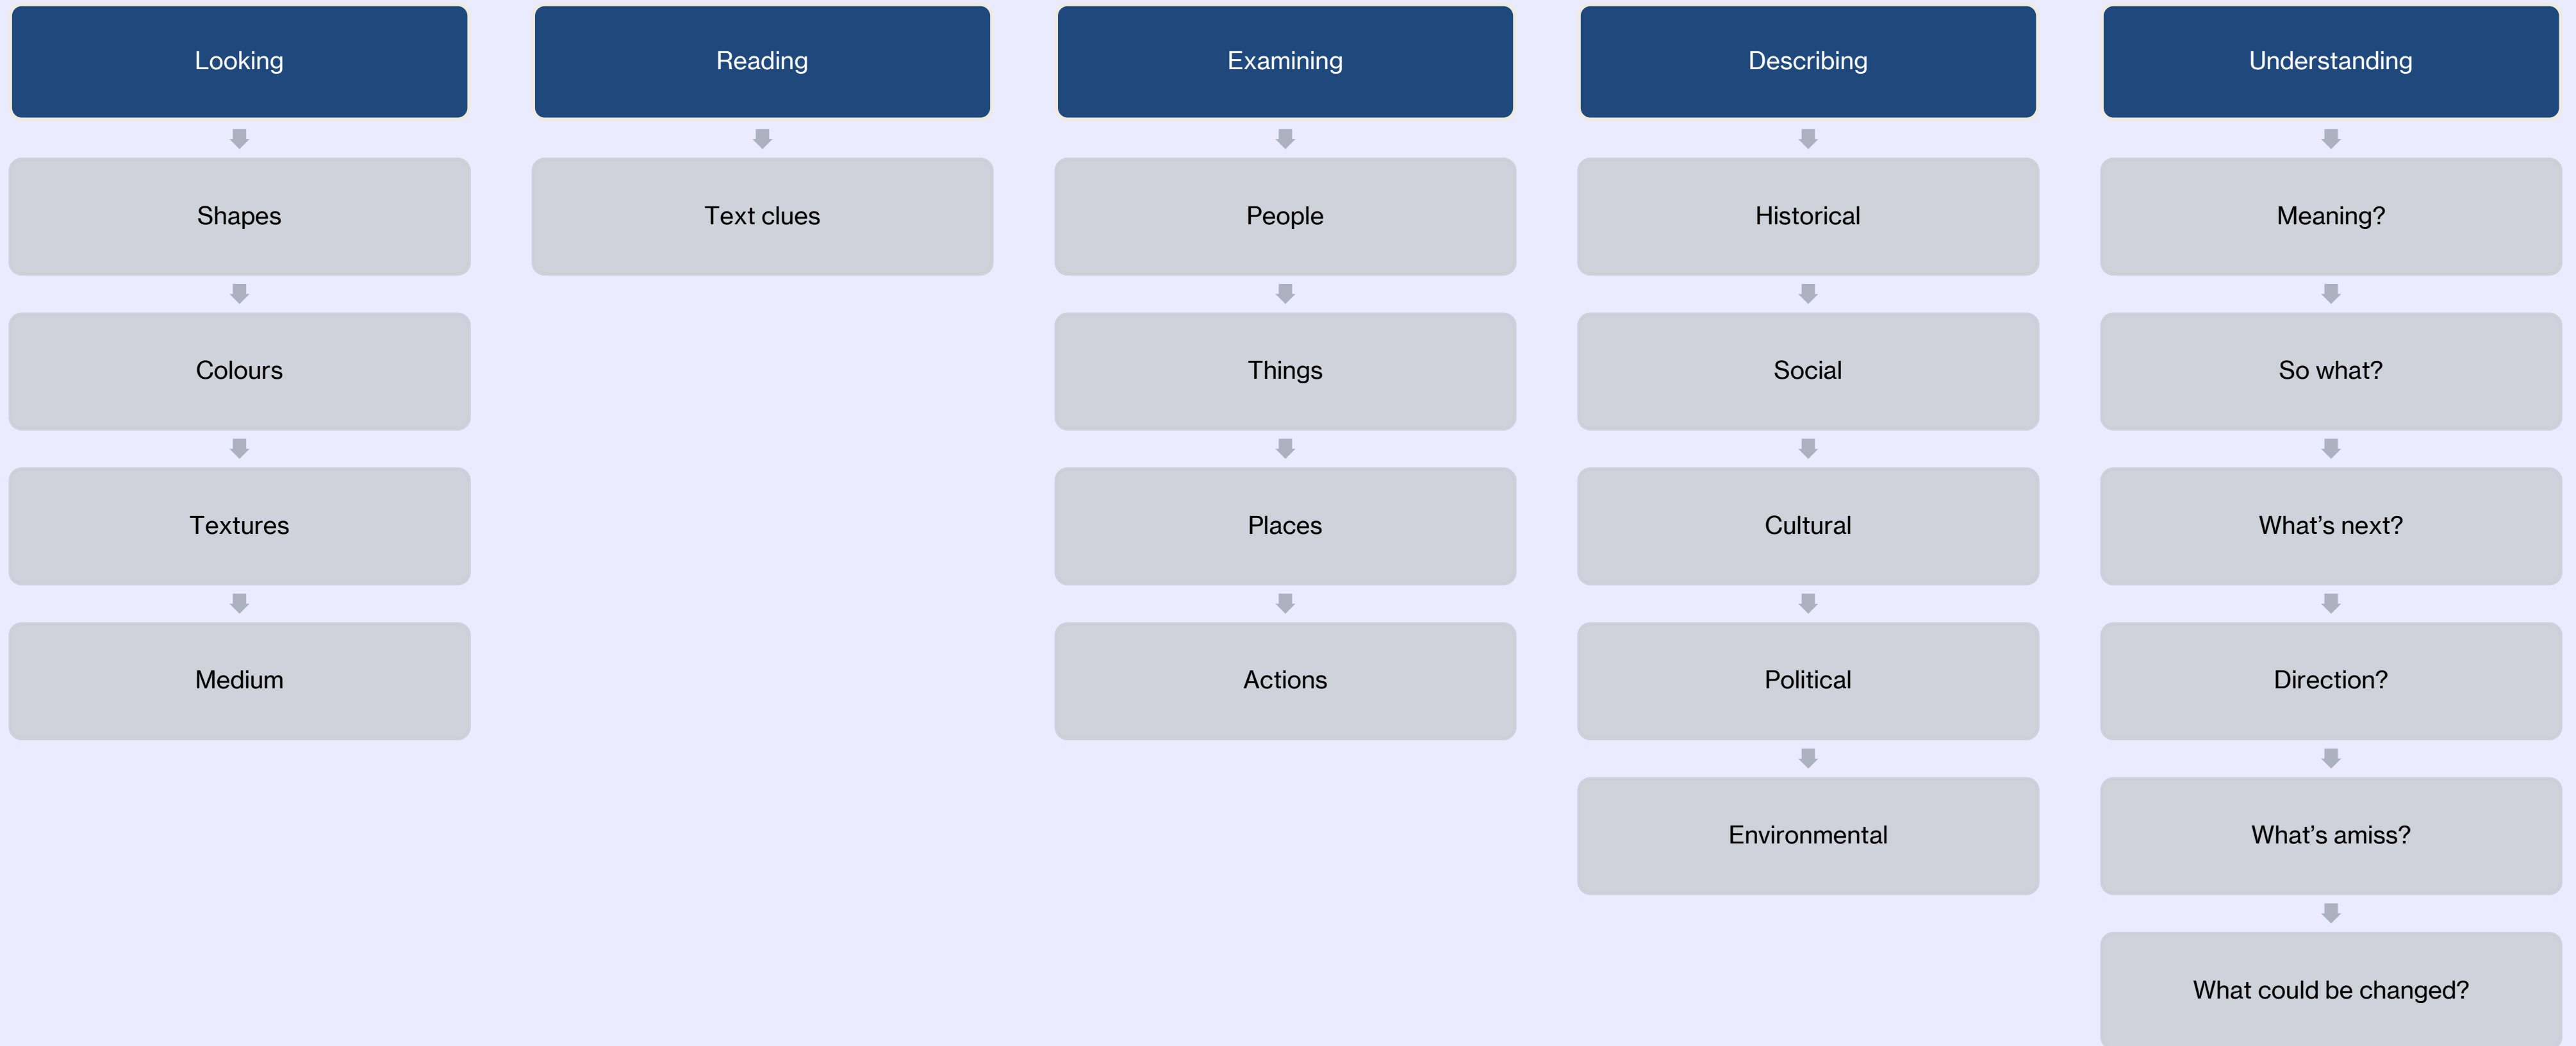 Looking
Shapes
Colours
Textures
Medium
Reading
Text clues
Examining
People
Things
Places
Actions
Describing
Historical
Social
Cultural
Political
Environmental
Understanding
Meaning?
So what?
What’s next?
Direction?
What’s amiss?
What could be changed?